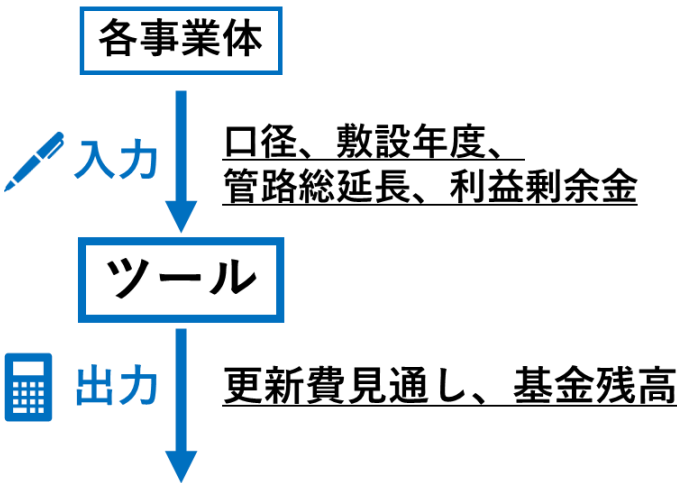 各事業体
入力
口径、敷設年度、
管路総延長、利益剰余金
ツール
出力
更新費見通し、基金残高